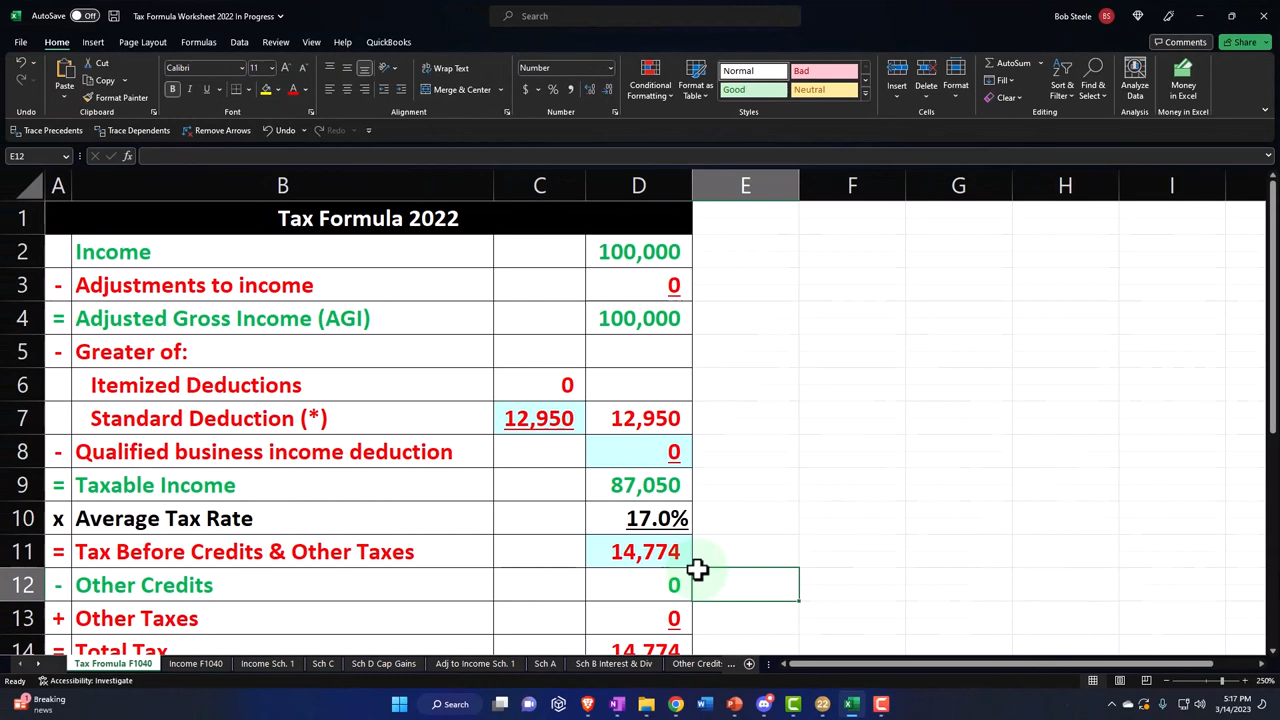 AutoSave Off Tax Formula Worksheet 2022 In Progress Search Bob Steele BS
File Home Insert Page Layout Formulas Data Review View Help QuickBooks Comments Share
Paste Cut Copy Format Painter Calibri 11 A A Wrap Text Number Conditional Formatting Format as Table Normal Bad Insert Delete Format AutoSum Sort & Filter Find & Select Analyze Data Money in Excel
B I U A Merge & Center $ % Good Neutral Clear
Undo Clipboard Font Alignment Number Styles Cells Editing Analysis Money in Excel
Trace Precedents Trace Dependents Remove Arrows Undo Redo
E12 fx
A B C D E F G H I
1 Tax Formula 2022
2 Income 100,000
3 - Adjustments to income 0
4 = Adjusted Gross Income (AGI) 100,000
5 - Greater of:
6 Itemized Deductions 0
7 Standard Deduction (*) 12,950 12,950
8 - Qualified business income deduction 0
9 = Taxable Income 87,050
10 x Average Tax Rate 17.0%
11 = Tax Before Credits & Other Taxes 14,774
12 - Other Credits 0
13 + Other Taxes 0
14 = Total Tax 14,774
Tax Fromula F1040 Income F1040 Income Sch. 1 Sch C Sch D Cap Gains Adj to Income Sch. 1 Sch A Sch B Interest & Div Other Credit: ...
Ready Accessibility: Investigate 250%
Breaking news Search 22 5:17 PM 3/14/2023